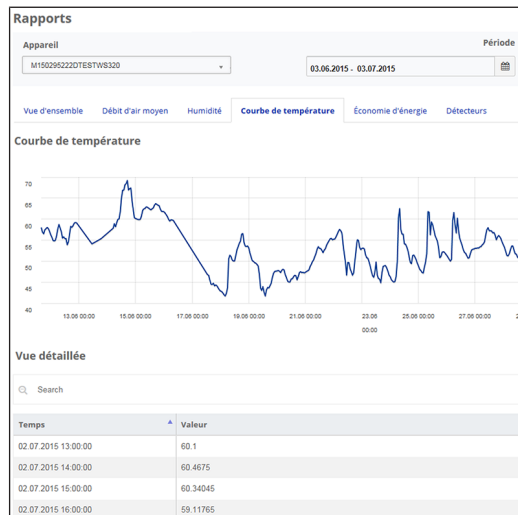 Rapports
Appareil
Période
M150295222DTESTWS320
03.06.2015 - 03.07.2015
Vue d'ensemble Débit d'air moyen Humidité Courbe de température Économie d'énergie Détecteurs
Courbe de température
70
65
60
55
50
45
40
13.06 00:00 15.06 00:00 17.06 00:00 19.06 00:00 21.06 00:00 23.06 00:00 25.06 00:00 27.06 00:00 2
Vue détaillée
Search
Temps Valeur
02.07.2015 13:00:00 60.1
02.07.2015 14:00:00 60.4675
02.07.2015 15:00:00 60.34045
02.07.2015 16:00:00 59.11765